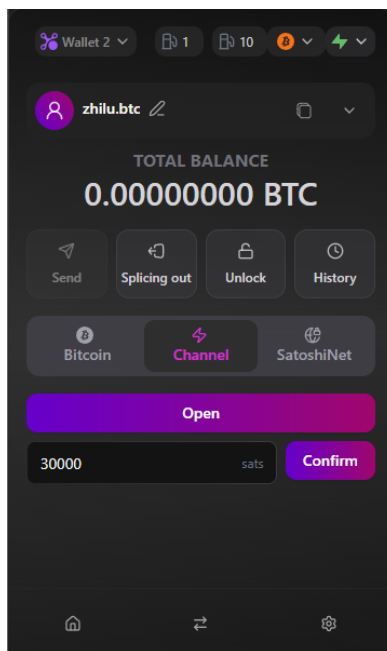 Wallet 2 1 10
zhilu.btc
TOTAL BALANCE
0.00000000 BTC
Send Splicing out Unlock History
Bitcoin Channel SatoshiNet
Open
30000 sats Confirm